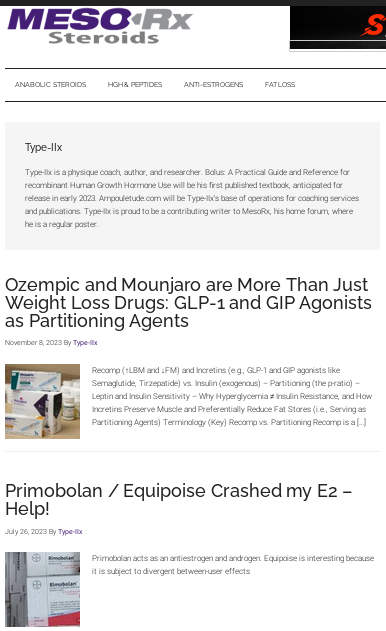 MESO-Rx
Steroids
S
ANABOLIC STEROIDS HGH & PEPTIDES ANTI-ESTROGENS FAT LOSS
Type-IIx
Type-IIx is a physique coach, author, and researcher. Bolus: A Practical Guide and Reference for
recombinant Human Growth Hormone Use will be his first published textbook, anticipated for
release in early 2023. Ampouletude.com will be Type-IIx's base of operations for coaching services
and publications. Type-IIx is proud to be a contributing writer to MesoRx, his home forum, where
he is a regular poster.
Ozempic and Mounjaro are More Than Just
Weight Loss Drugs: GLP-1 and GIP Agonists
as Partitioning Agents
November 8, 2023 By Type-IIx
Recomp (↑LBM and ↓FM) and Incretins (e.g., GLP-1 and GIP agonists like
Semaglutide, Tirzepatide) vs. Insulin (exogenous) – Partitioning (the p-ratio) –
Leptin and Insulin Sensitivity – Why Hyperglycemia ≠ Insulin Resistance, and How
Incretins Preserve Muscle and Preferentially Reduce Fat Stores (i.e., Serving as
Partitioning Agents) Terminology (Key) Recomp vs. Partitioning Recomp is a [...]
Primobolan / Equipoise Crashed my E2 –
Help!
July 26, 2023 By Type-IIx
Primobolan acts as an antiestrogen and androgen. Equipoise is interesting because
it is subject to divergent between-user effects.